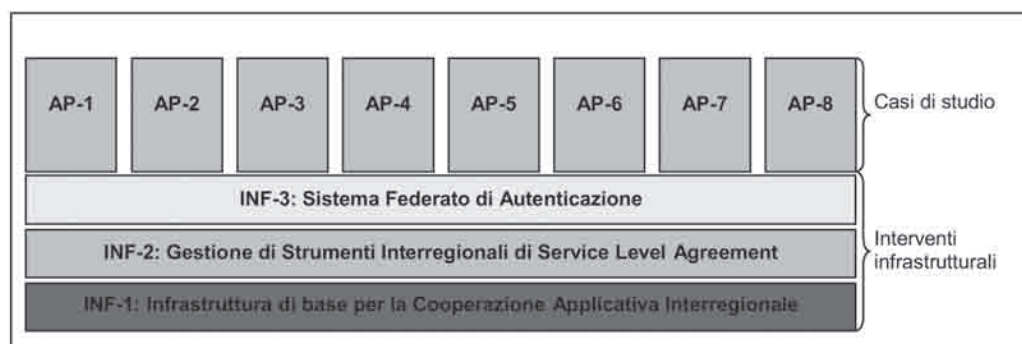 AP-1 AP-2 AP-3 AP-4 AP-5 AP-6 AP-7 AP-8
Casi di studio
INF-3: Sistema Federato di Autenticazione
INF-2: Gestione di Strumenti Interregionali di Service Level Agreement
INF-1: Infrastruttura di base per la Cooperazione Applicativa Interregionale
Interventi
infrastrutturali